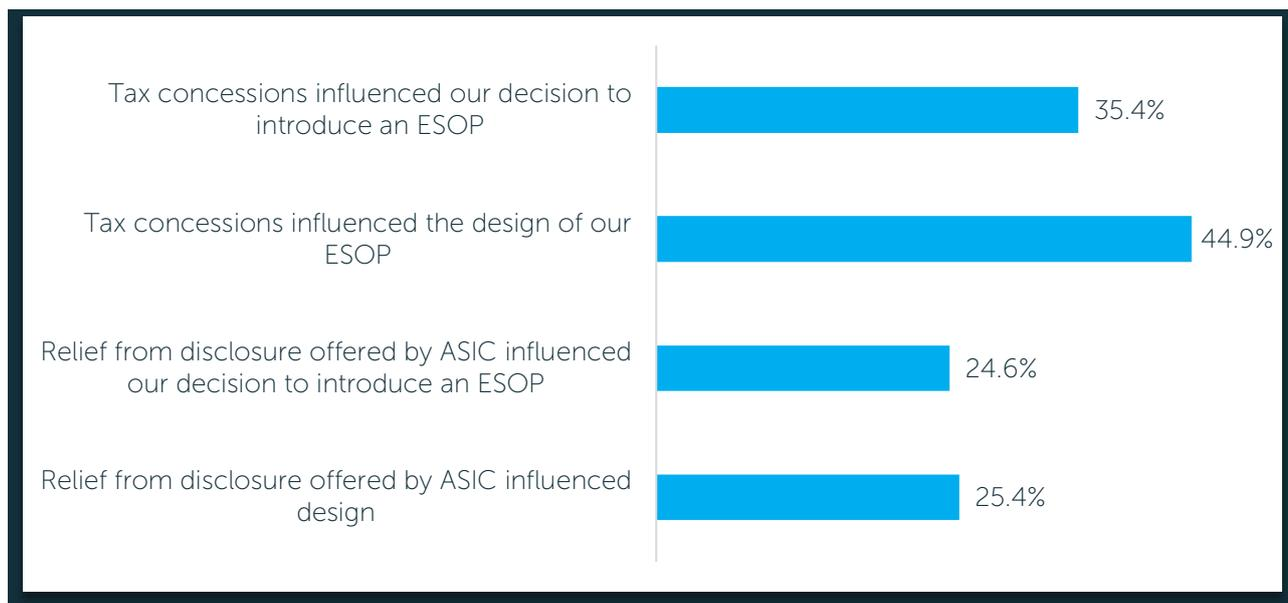 Tax concessions influenced our decision to
introduce an ESOP
35.4%
Tax concessions influenced the design of our
ESOP
44.9%
Relief from disclosure offered by ASIC influenced
our decision to introduce an ESOP
24.6%
Relief from disclosure offered by ASIC influenced
design
25.4%